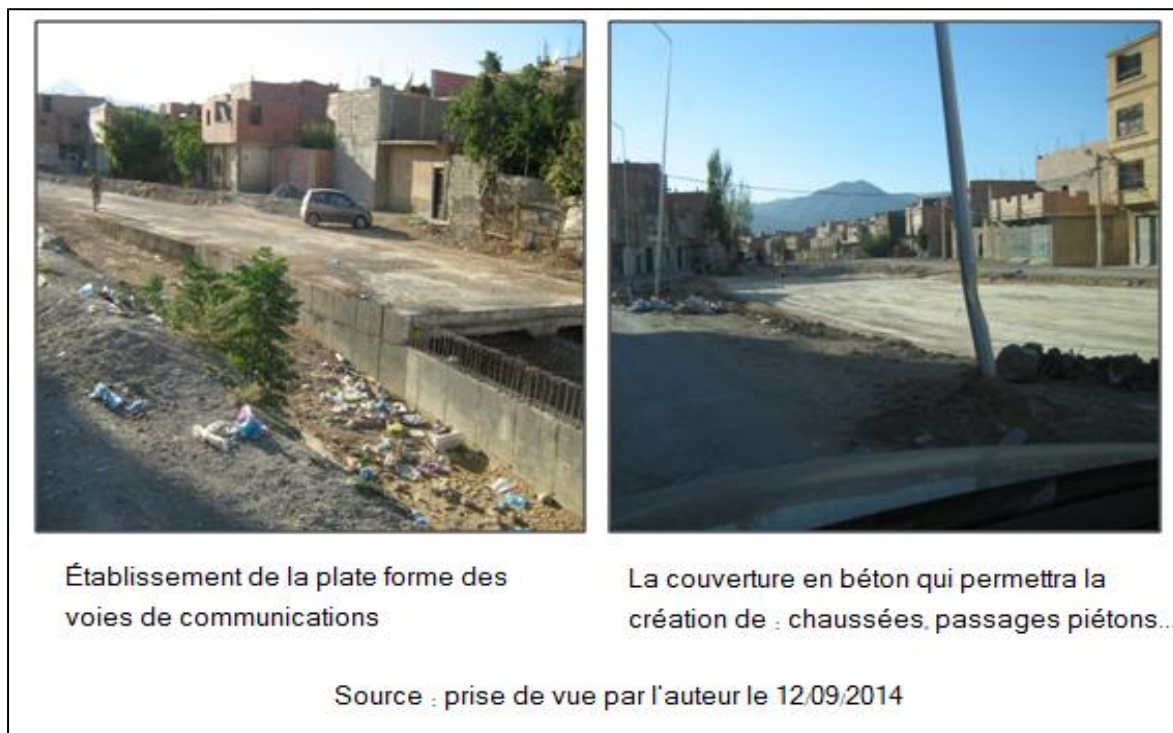 Établissement de la plate forme des
voies de communications
La couverture en béton qui permettra la
création de : chaussées, passages piétons...
Source : prise de vue par l'auteur le 12/09/2014